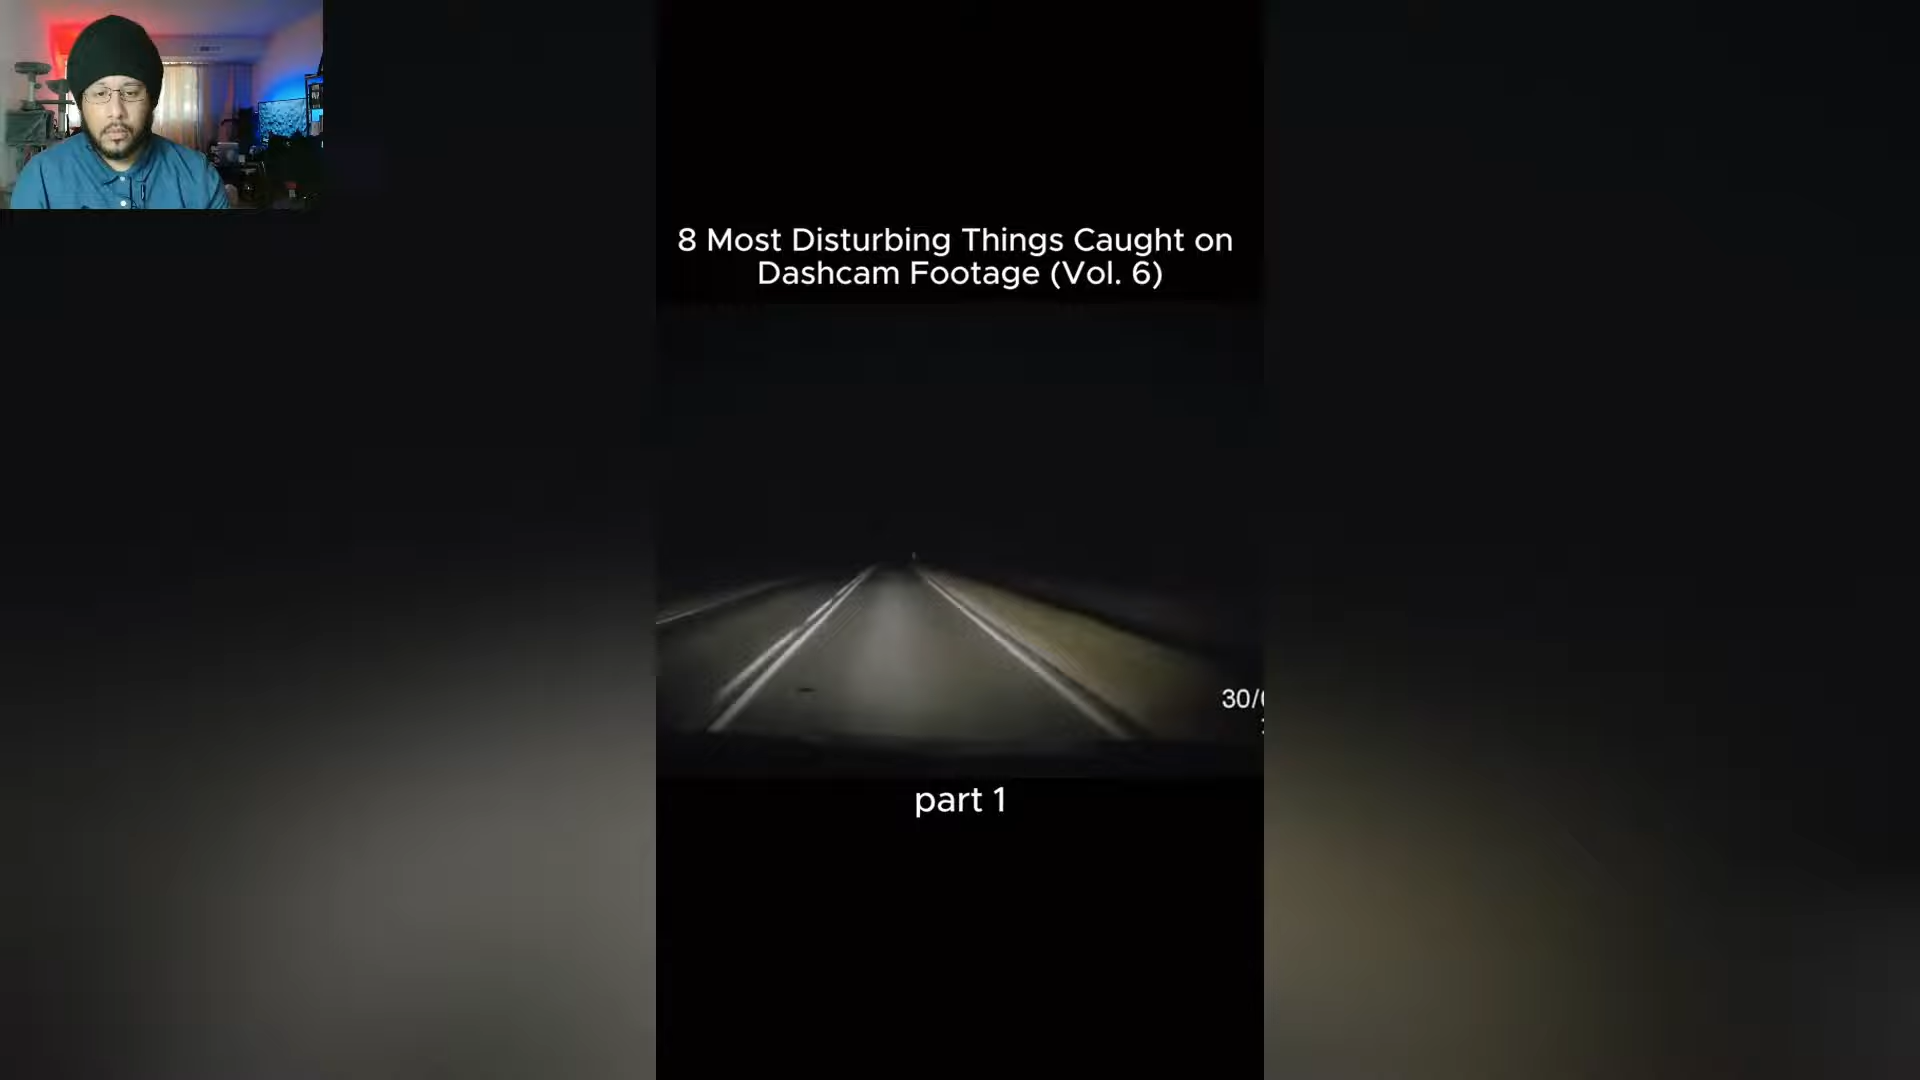 8 Most Disturbing Things Caught on
Dashcam Footage (Vol. 6)
30/
part 1